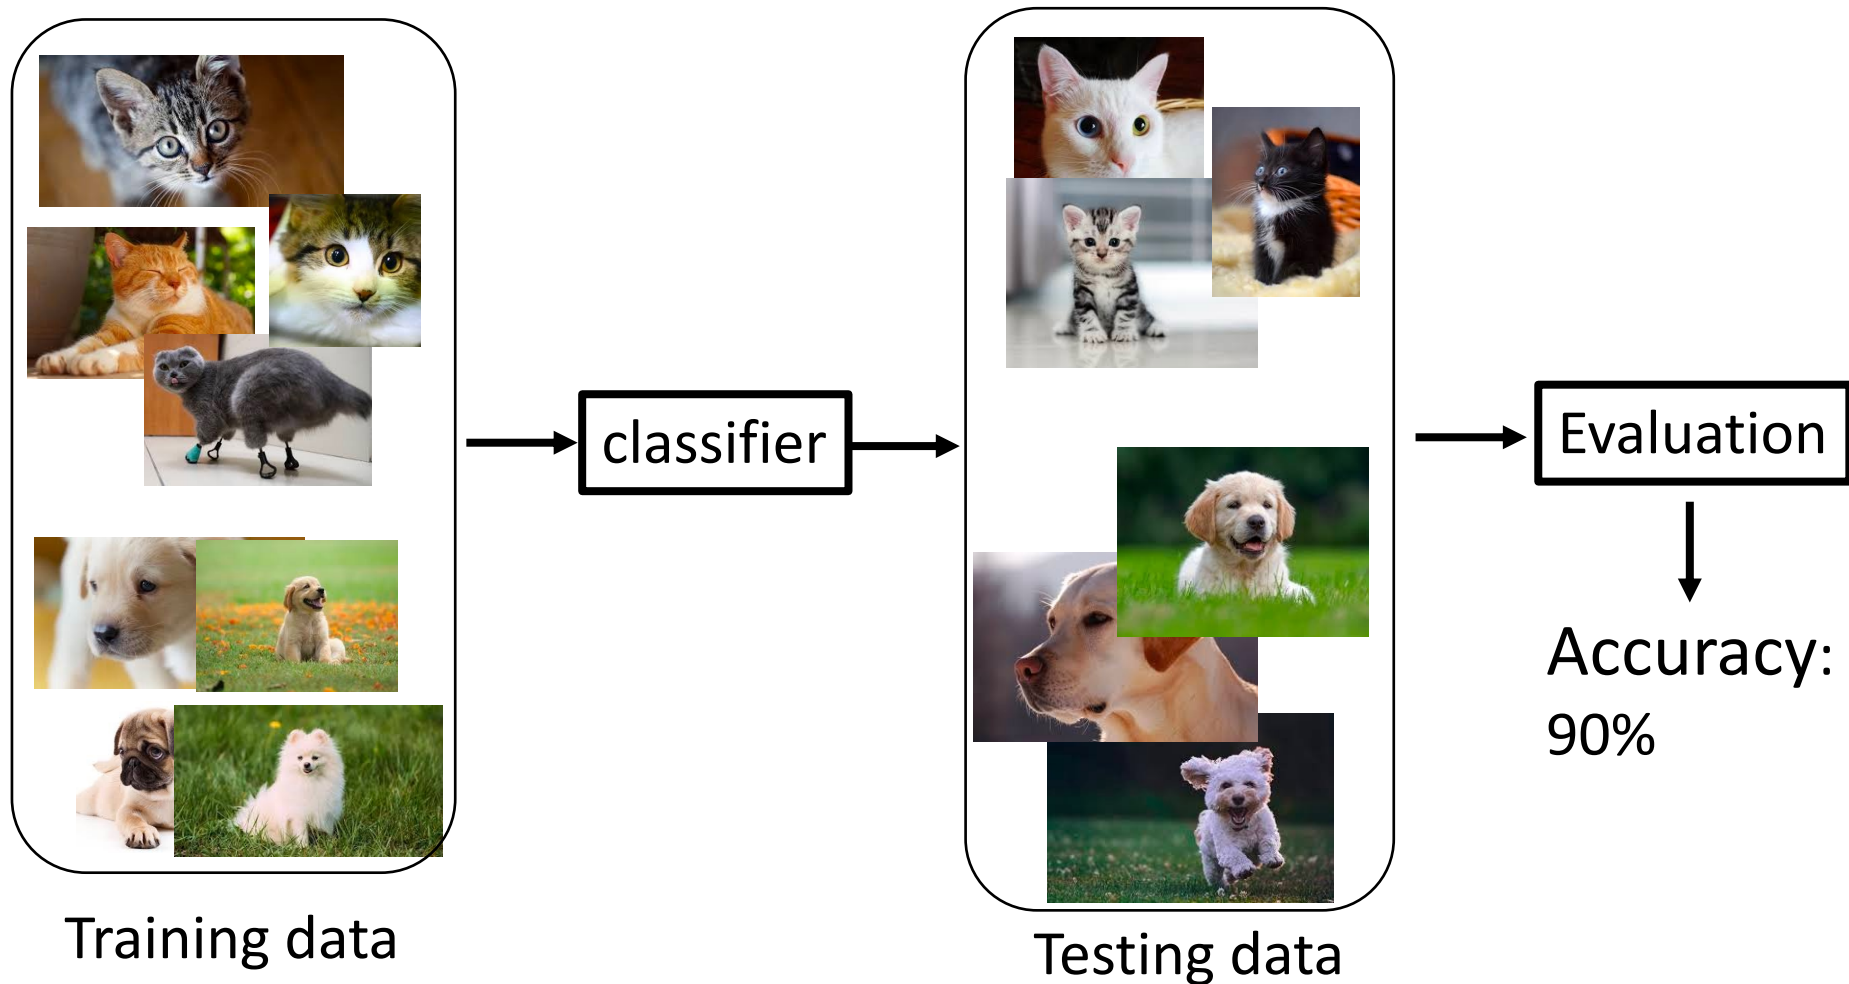 Training data
classifier
Testing data
Evaluation
Accuracy:
90%